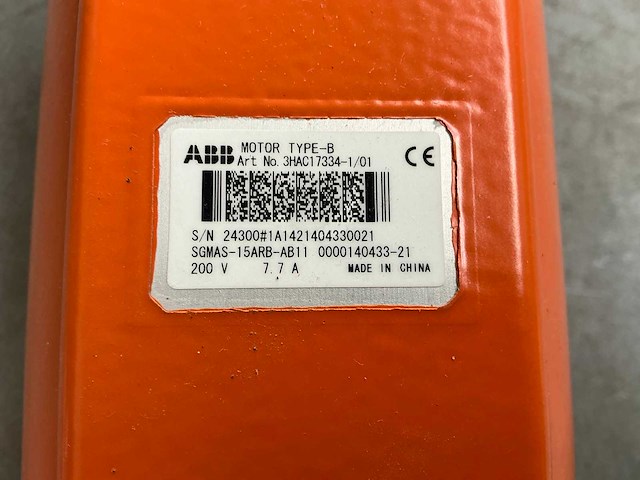 ABB MOTOR TYPE-B CE
Art No. 3HAC17334-1/01
S/N 24300#1A1421404330021
SGMAS-15ARB-AB11 0000140433-21
200 V 7.7 A MADE IN CHINA